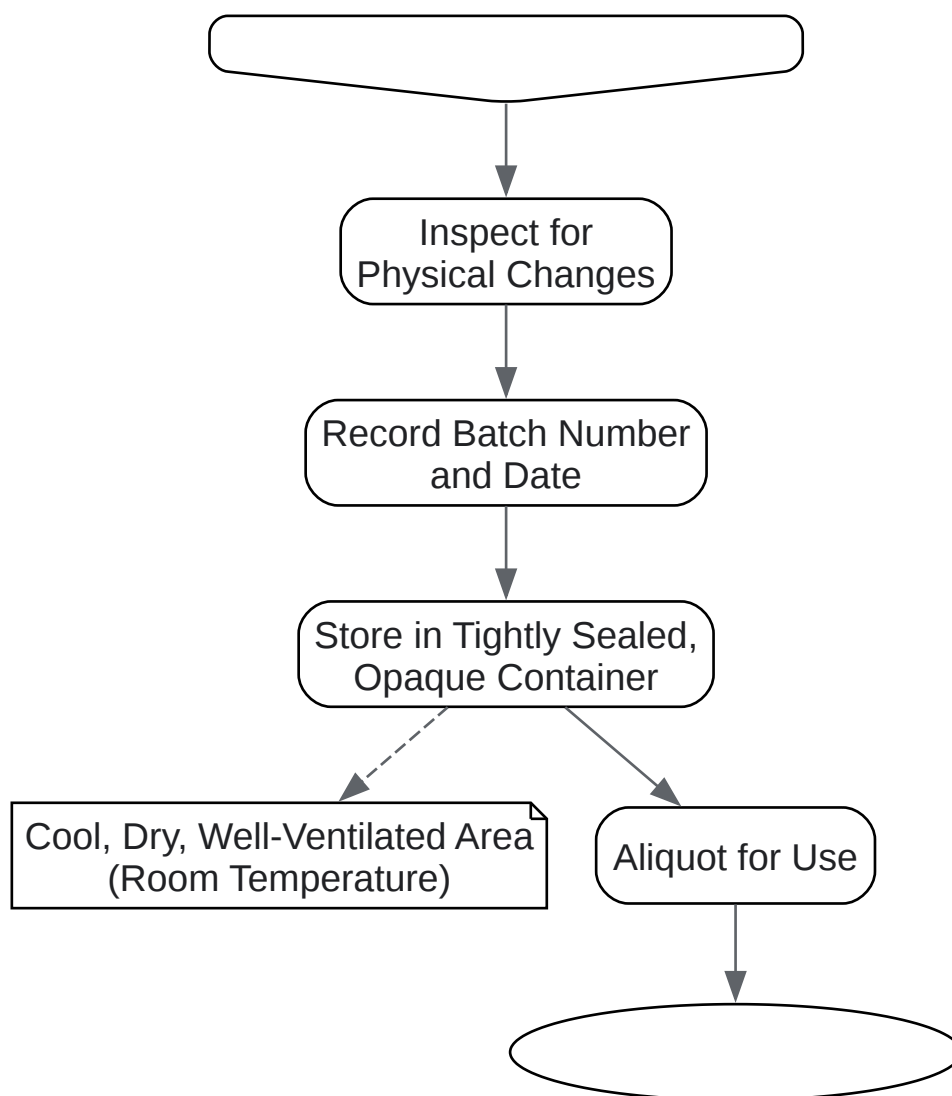 Inspect for
Physical Changes
Record Batch Number
and Date
Store in Tightly Sealed,
Opaque Container
Cool, Dry, Well-Ventilated Area
(Room Temperature)
Aliquot for Use